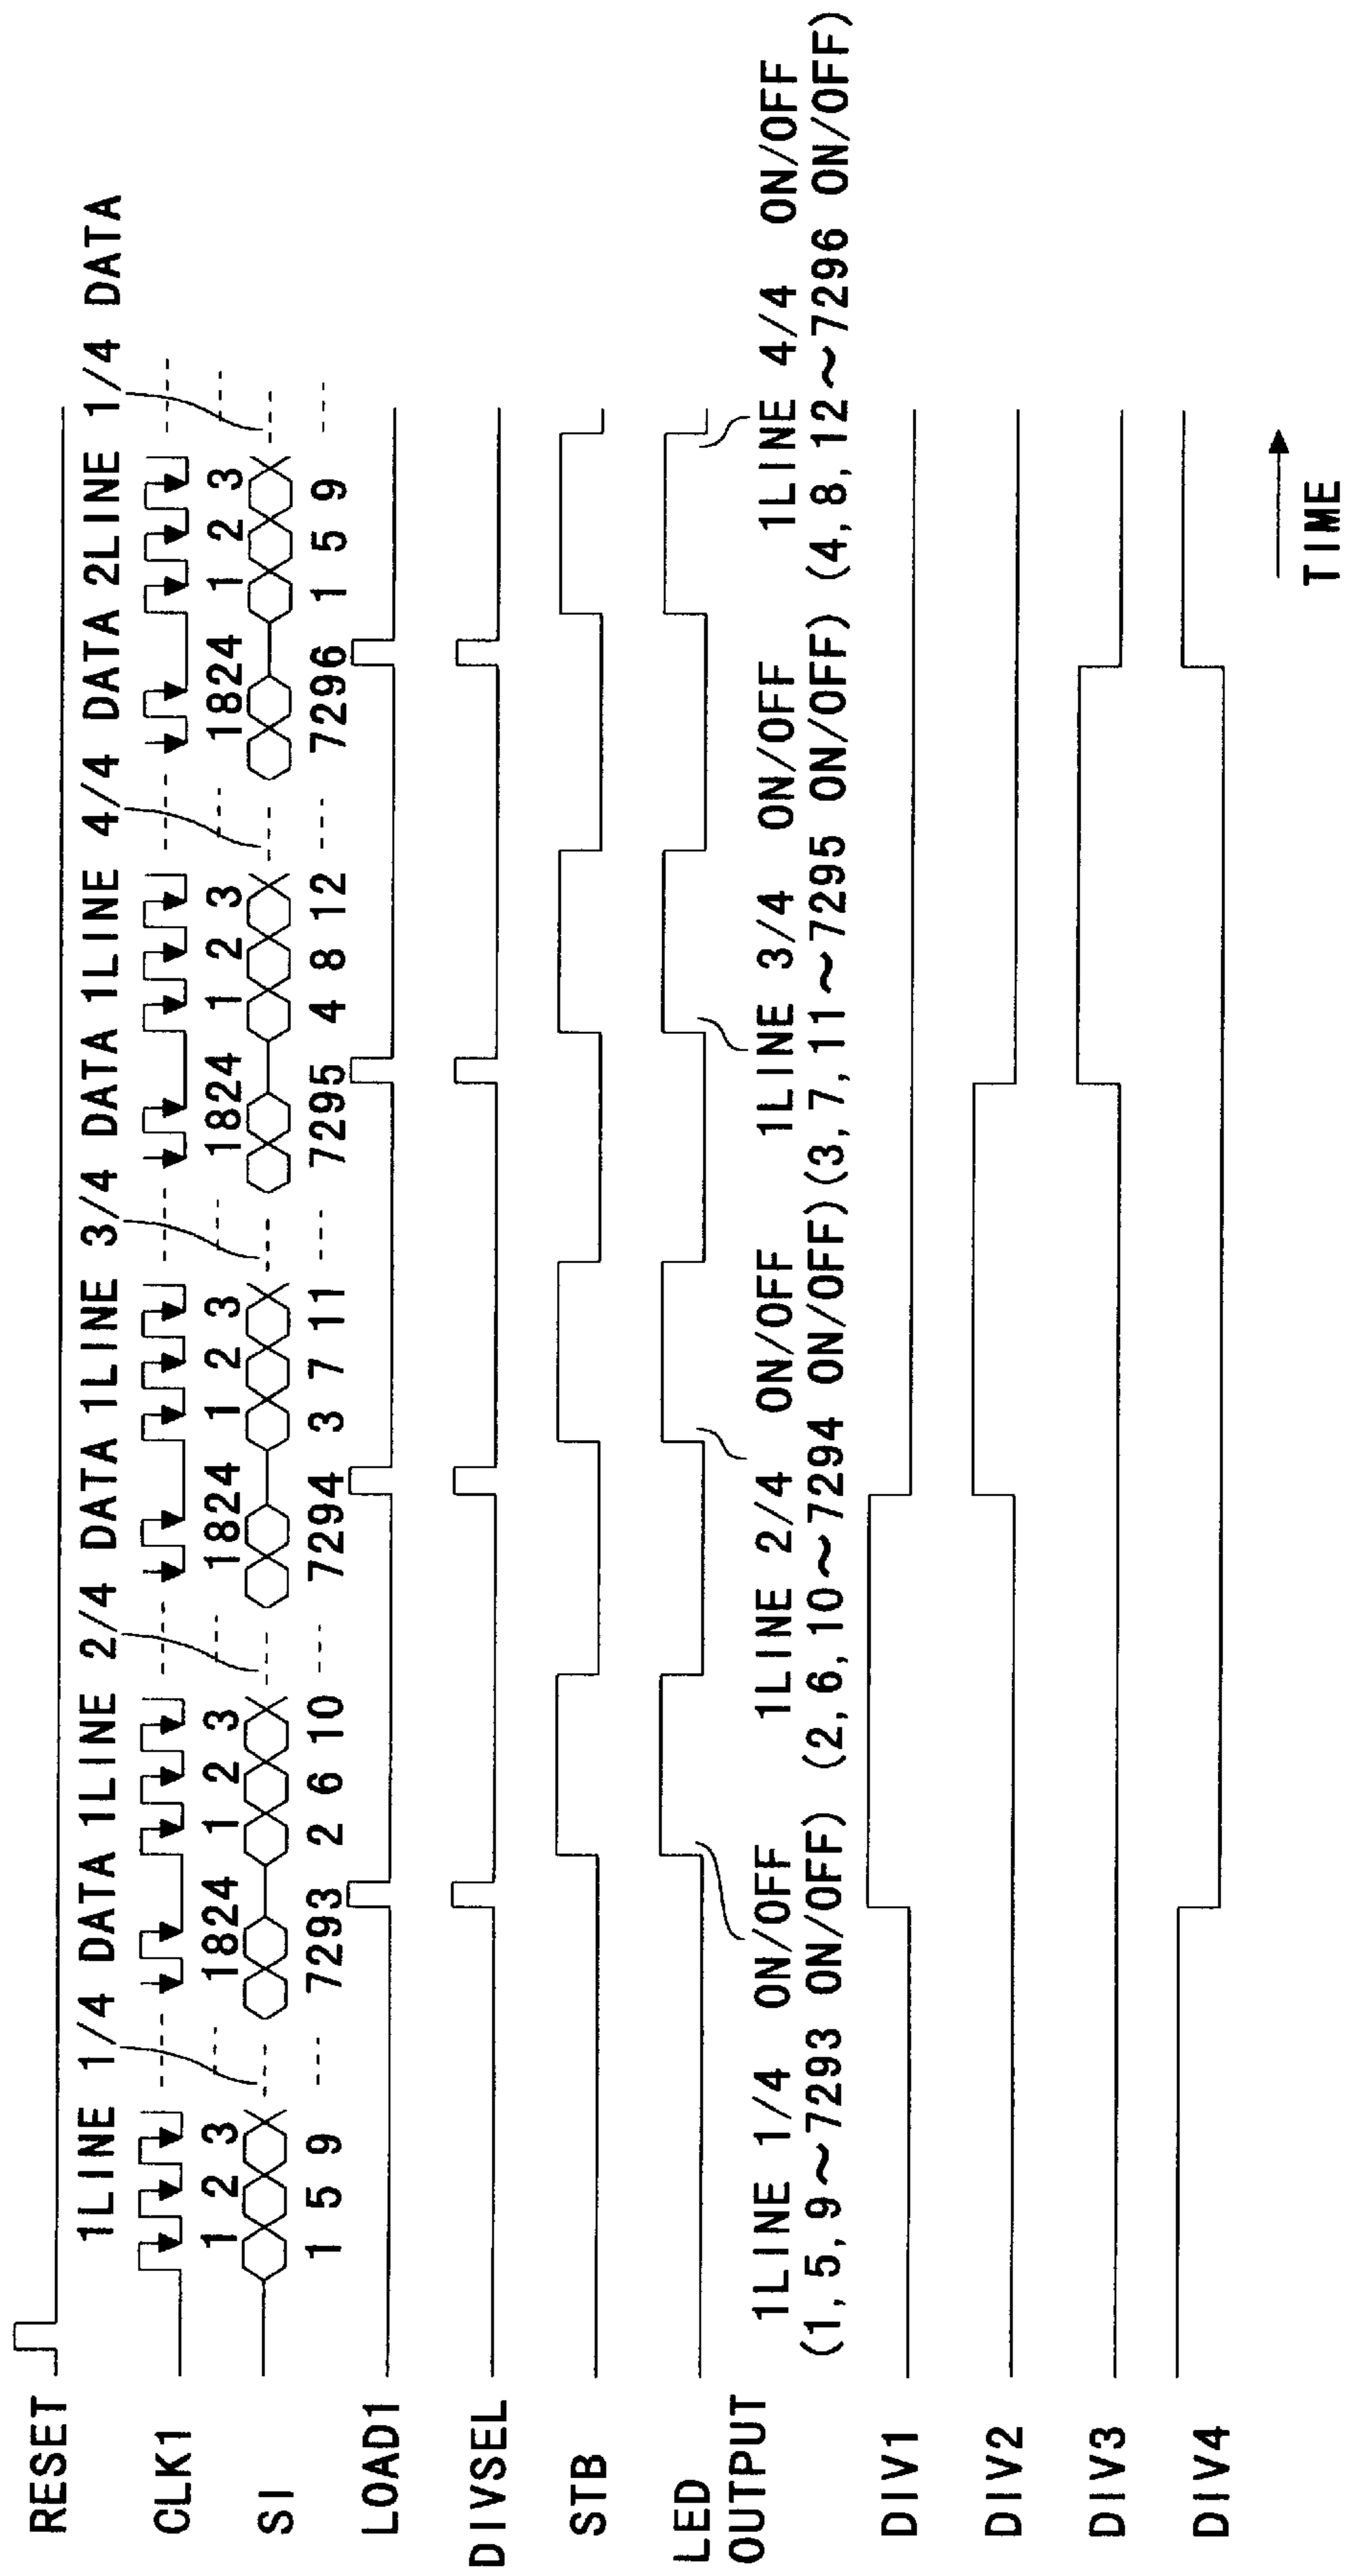 RESET
1LINE 1/4 DATA 1LINE 2/4 DATA 1LINE 3/4 DATA 1LINE 4/4 DATA 2LINE 1/4 DATA
CLK1
1 2 3 1824 1 2 3 1824 1 2 3 1824 1 2 3 1824 1 2 3
SI
1 5 9 7293 2 6 10 7294 3 7 11 7295 4 8 12 7296 1 5 9
LOAD1
DIVSEL
STB
LED
OUTPUT
1LINE 1/4 ON/OFF 1LINE 2/4 ON/OFF 1LINE 3/4 ON/OFF 1LINE 4/4 ON/OFF
(1,5,9~7293 ON/OFF) (2,6,10~7294 ON/OFF) (3,7,11~7295 ON/OFF) (4,8,12~7296 ON/OFF)
DIV1
DIV2
DIV3
DIV4
TIME